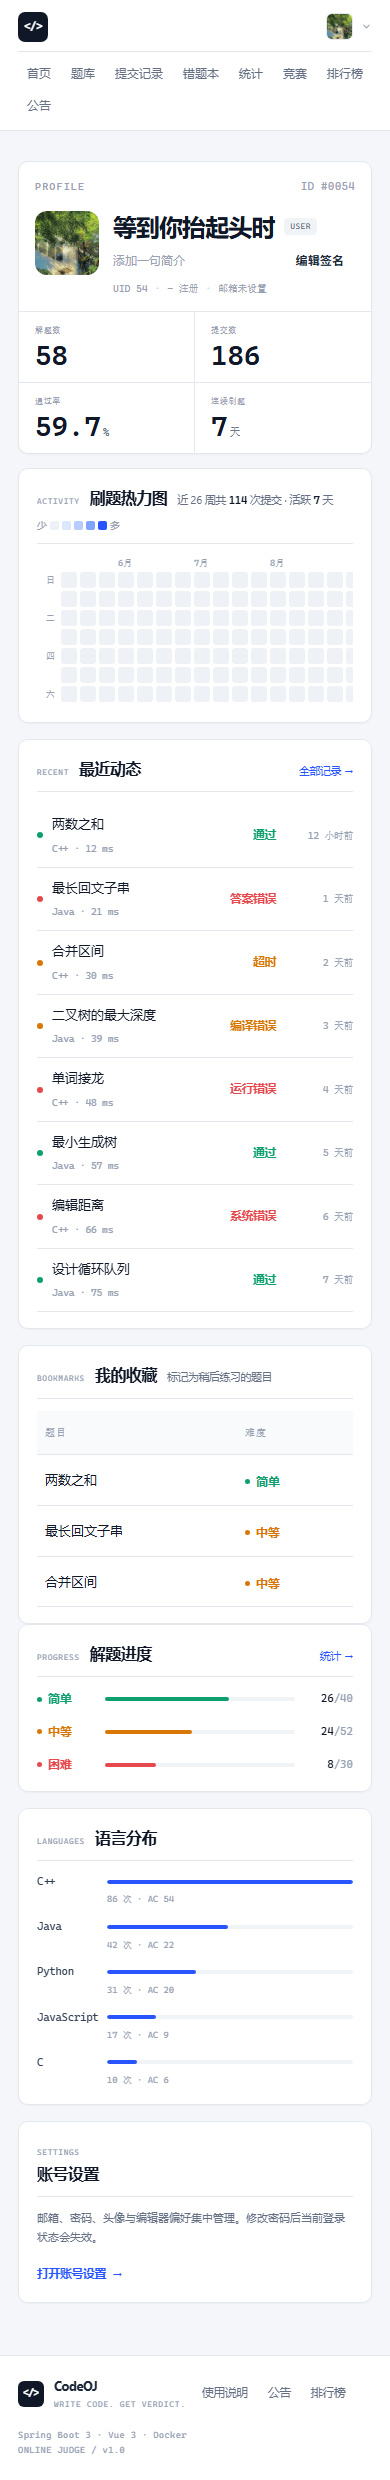 </>
首页 题库 提交记录 错题本 统计 竞赛 排行榜
公告
PROFILE ID #0054
等到你抬起头时 USER
添加一句简介 编辑签名
UID 54 · — 注册 · 邮箱未设置
解题数 提交数
58 186
通过率 连续刷题
59.7% 7天
ACTIVITY 刷题热力图 近 26 周共 114 次提交 · 活跃 7 天
少 多
6月 7月 8月
日
二
四
六
RECENT 最近动态 全部记录 →
两数之和 通过 12 小时前
C++ · 12 ms
最长回文子串 答案错误 1 天前
Java · 21 ms
合并区间 超时 2 天前
C++ · 30 ms
二叉树的最大深度 编译错误 3 天前
Java · 39 ms
单词接龙 运行错误 4 天前
C++ · 48 ms
最小生成树 通过 5 天前
Java · 57 ms
编辑距离 系统错误 6 天前
C++ · 66 ms
设计循环队列 通过 7 天前
Java · 75 ms
BOOKMARKS 我的收藏 标记为稍后练习的题目
题目 难度
两数之和 简单
最长回文子串 中等
合并区间 中等
PROGRESS 解题进度 统计 →
简单 26/40
中等 24/52
困难 8/30
LANGUAGES 语言分布
C++
86 次 · AC 54
Java
42 次 · AC 22
Python
31 次 · AC 20
JavaScript
17 次 · AC 9
C
10 次 · AC 6
SETTINGS
账号设置
邮箱、密码、头像与编辑器偏好集中管理。修改密码后当前登录
状态会失效。
打开账号设置 →
</> CodeOJ 使用说明 公告 排行榜
WRITE CODE. GET VERDICT.
Spring Boot 3 · Vue 3 · Docker
ONLINE JUDGE / v1.0